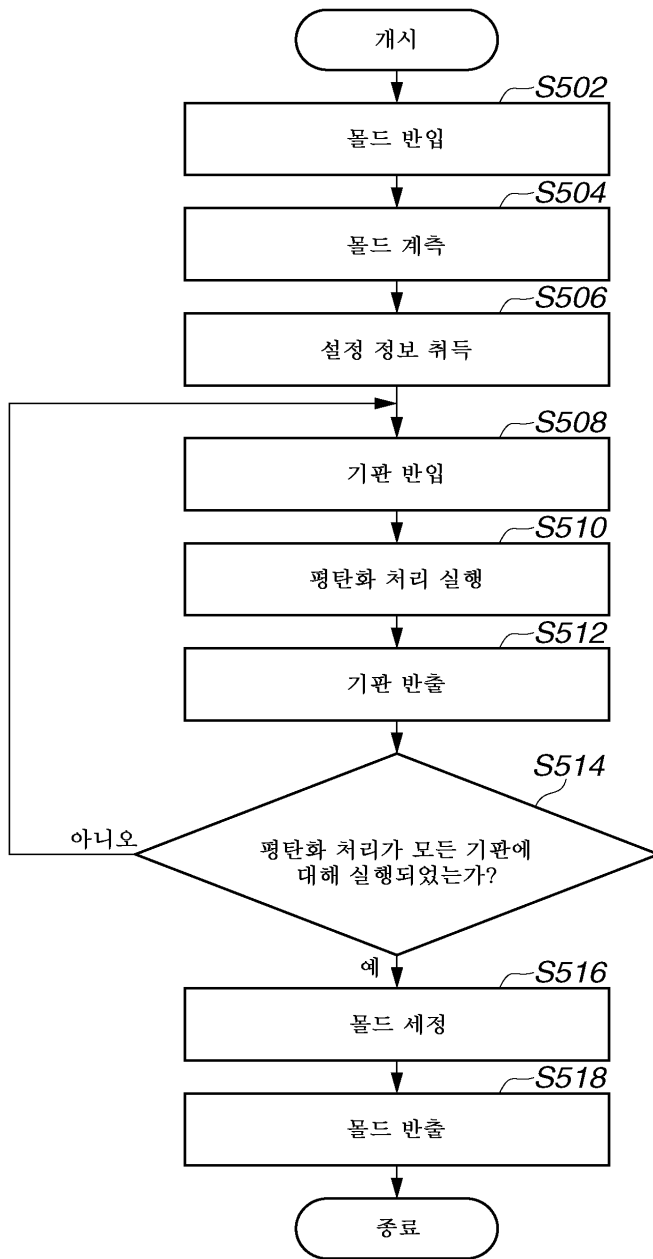 개시
S502
몰드 반입
S504
몰드 계측
S506
설정 정보 취득
S508
기판 반입
S510
평탄화 처리 실행
S512
기판 반출
S514
아니오
평탄화 처리가 모든 기판에
대해 실행되었는가?
예
S516
몰드 세정
S518
몰드 반출
종료